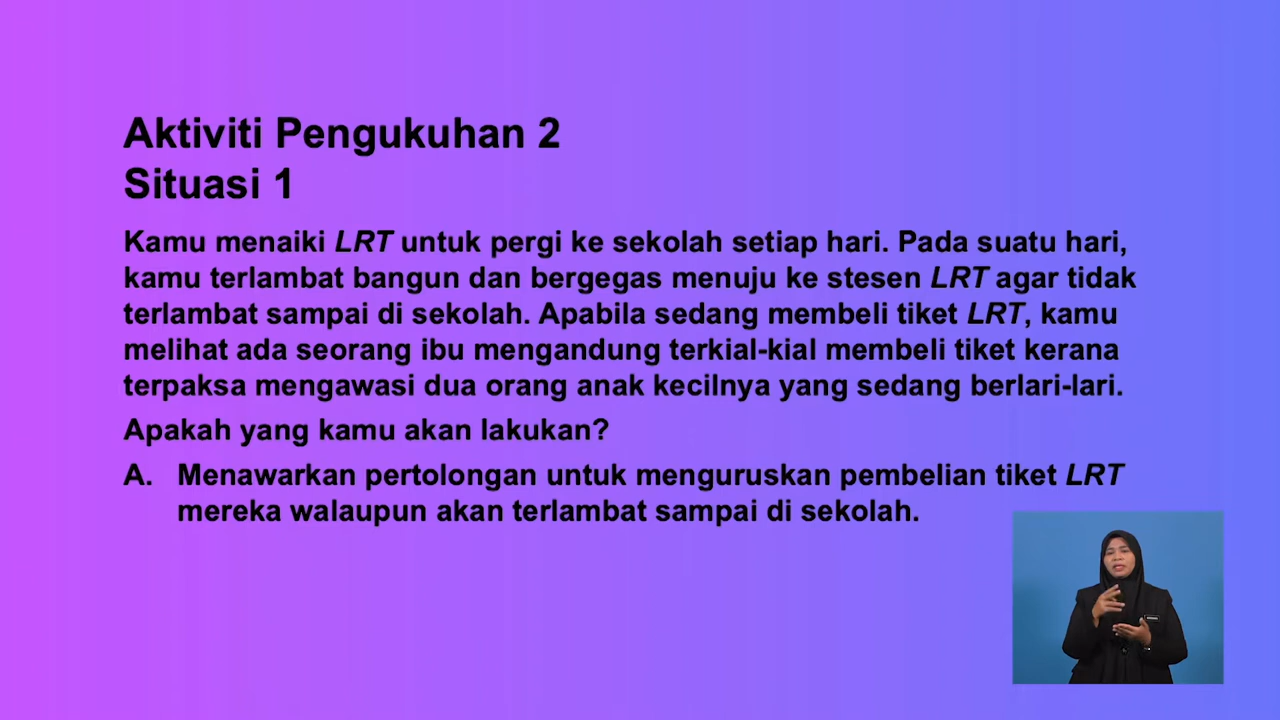 Aktiviti Pengukuhan 2
Situasi 1
Kamu menaiki LRT untuk pergi ke sekolah setiap hari. Pada suatu hari,
kamu terlambat bangun dan bergegas menuju ke stesen LRT agar tidak
terlambat sampai di sekolah. Apabila sedang membeli tiket LRT, kamu
melihat ada seorang ibu mengandung terkial-kial membeli tiket kerana
terpaksa mengawasi dua orang anak kecilnya yang sedang berlari-lari.
Apakah yang kamu akan lakukan?
A. Menawarkan pertolongan untuk menguruskan pembelian tiket LRT
mereka walaupun akan terlambat sampai di sekolah.